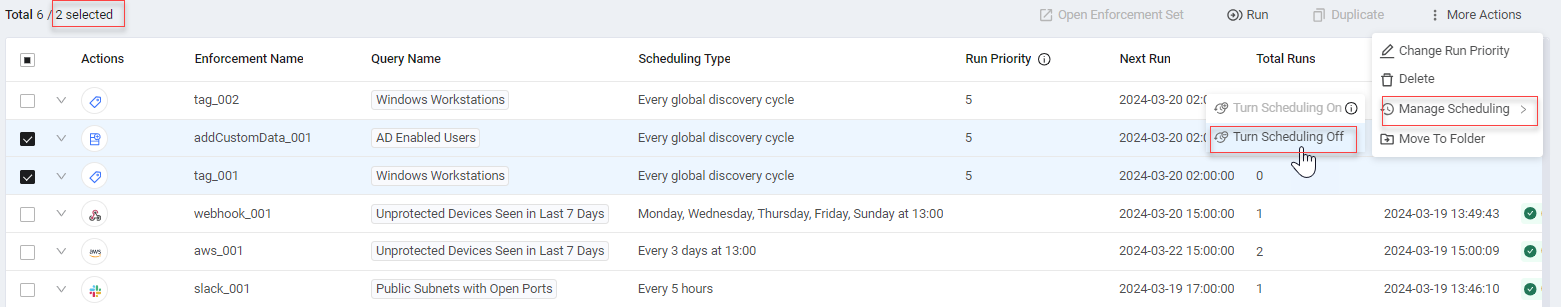 Total 6 / 2 selected Open Enforcement Set Run Duplicate More Actions
Actions Enforcement Name Query Name Scheduling Type Run Priority Next Run Total Runs
Change Run Priority
Delete
Manage Scheduling
Move To Folder
Turn Scheduling On
Turn Scheduling Off
tag_002 Windows Workstations Every global discovery cycle 5 2024-03-20 02:
addCustomData_001 AD Enabled Users Every global discovery cycle 5 2024-03-20 02:
tag_001 Windows Workstations Every global discovery cycle 5 2024-03-20 02:00:00 0
webhook_001 Unprotected Devices Seen in Last 7 Days Monday, Wednesday, Thursday, Friday, Sunday at 13:00 2024-03-20 15:00:00 1 2024-03-19 13:49:43
aws_001 Unprotected Devices Seen in Last 7 Days Every 3 days at 13:00 2024-03-22 15:00:00 2 2024-03-19 15:00:09
aws
slack_001 Public Subnets with Open Ports Every 5 hours 2024-03-19 17:00:00 1 2024-03-19 13:46:10